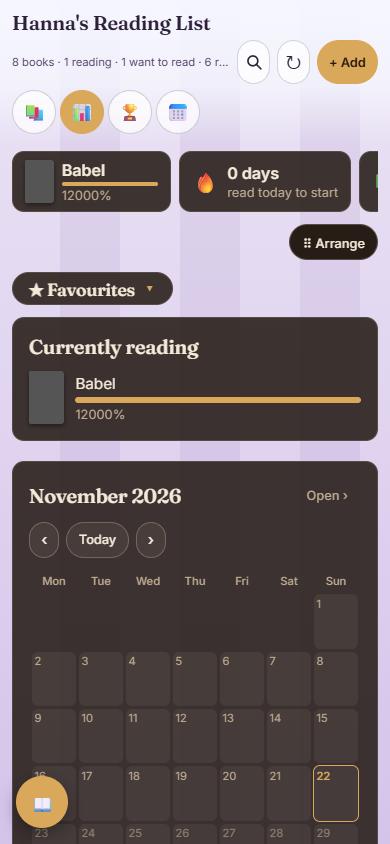 Hanna's Reading List
8 books · 1 reading · 1 want to read · 6 r...
+ Add
Babel
12000%
0 days
read today to start
⠿ Arrange
★ Favourites ▼
Currently reading
Babel
12000%
November 2026
Open ›
‹ Today ›
Mon Tue Wed Thu Fri Sat Sun
1
2 3 4 5 6 7 8
9 10 11 12 13 14 15
16 17 18 19 20 21 22
23 24 25 26 27 28 29